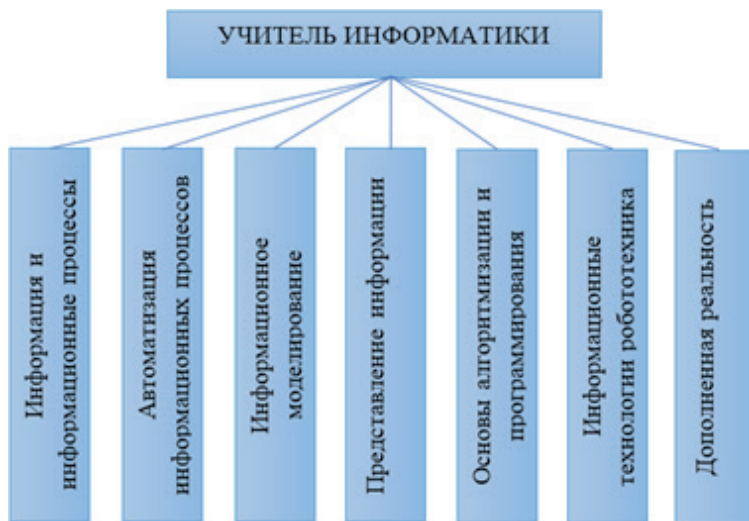 УЧИТЕЛЬ ИНФОРМАТИКИ
Информация и
информационные процессы
Автоматизация
информационных процессов
Информационное
моделирование
Представление информации
Основы алгоритмизации и
программирования
Информационные
технологии робототехника
Дополненная реальность